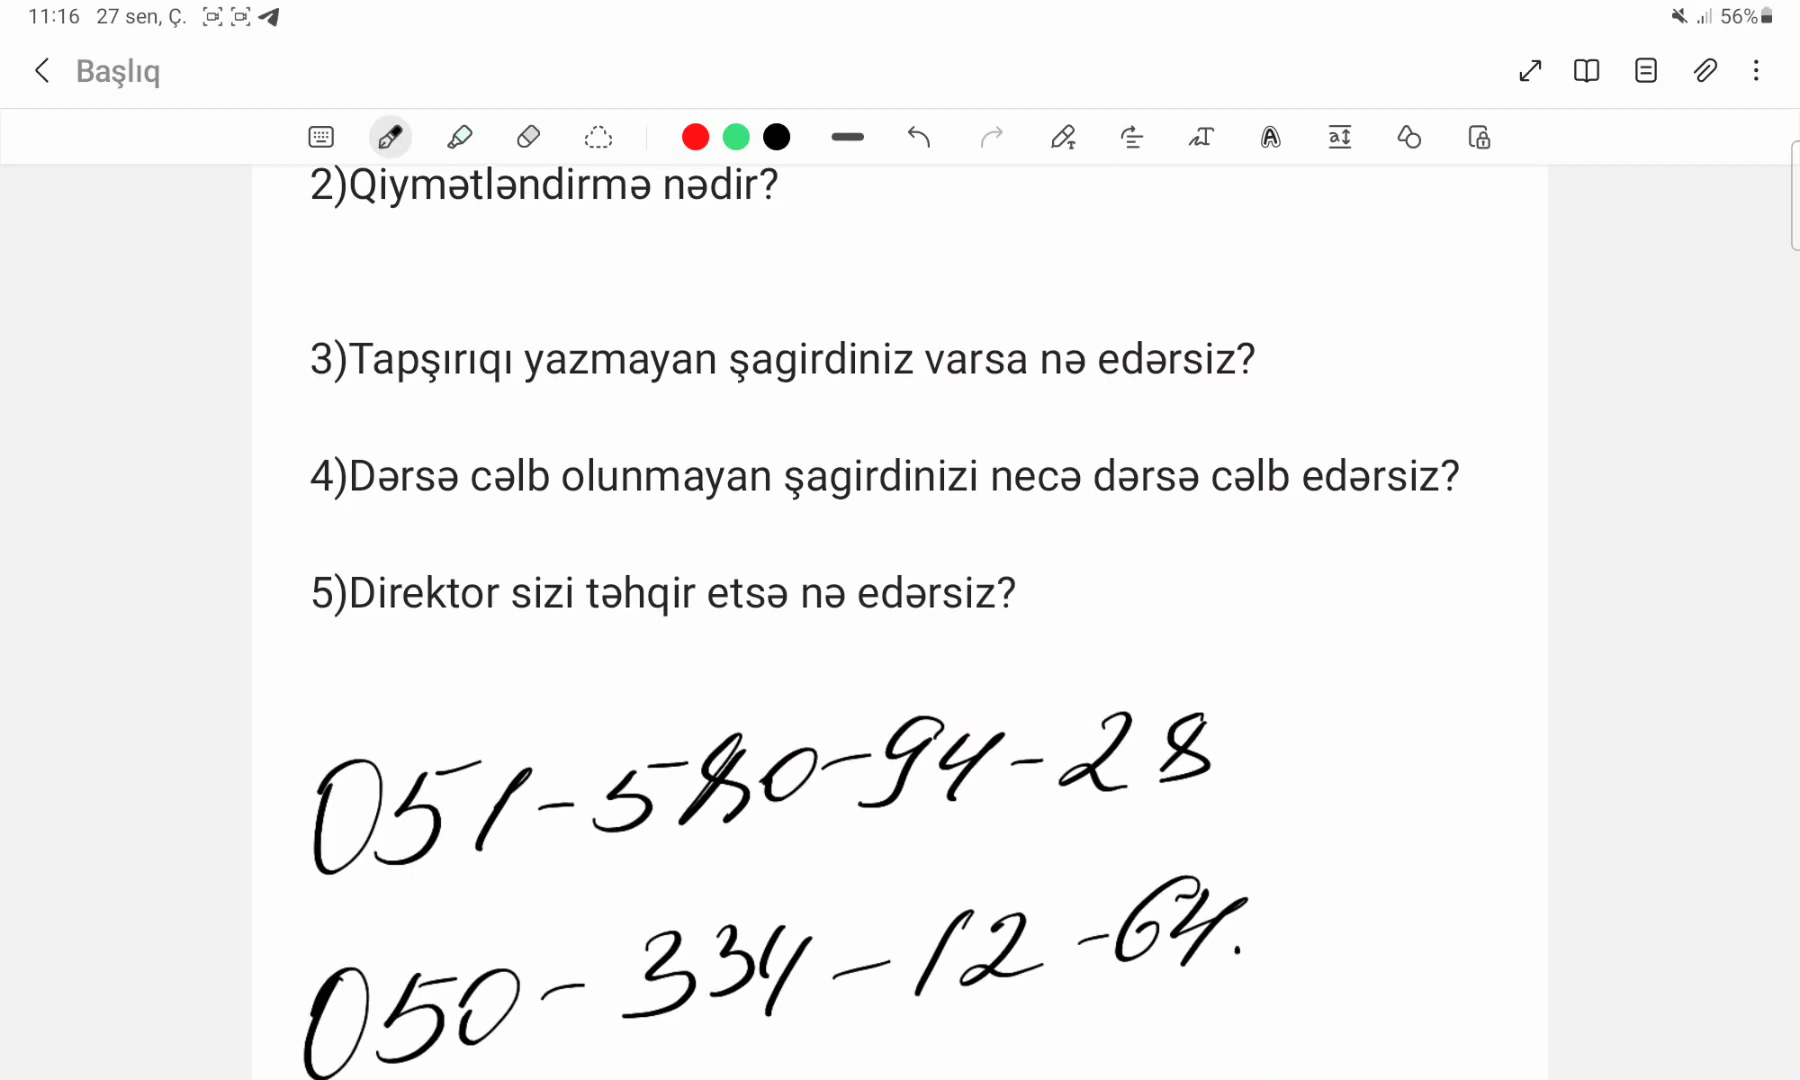 11:16 27 sen, Ç. 56%
Başlıq
2)Qiymətləndirmə nədir?
3)Tapşırıqı yazmayan şagirdiniz varsa nə edərsiz?
4)Dərsə cəlb olunmayan şagirdinizi necə dərsə cəlb edərsiz?
5)Direktor sizi təhqir etsə nə edərsiz?
051-580-94-28
050-334-12-64.